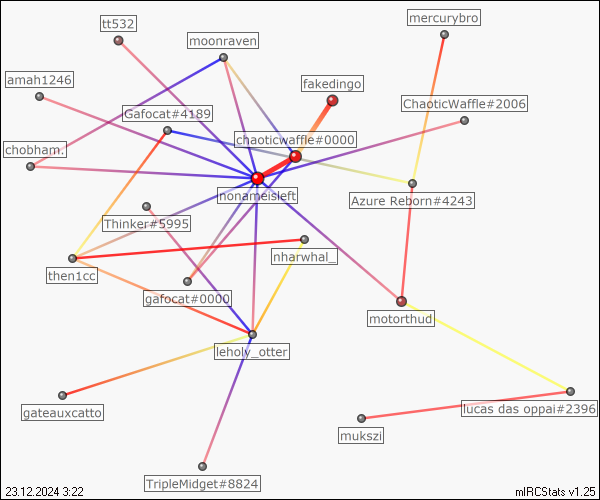 mercurybro
tt532
moonraven
amah1246
fakedingo
ChaoticWaffle#2006
Gafocat#4189
chaoticwaffle#0000
chobham.
nonameisleft
Azure Reborn#4243
Thinker#5995
nharwhal_
then1cc
gafocat#0000
motorthud
leholy_otter
gateauxcatto
lucas das oppai#2396
mukszi
TripleMidget#8824
23.12.2024 3:22
mIRCStats v1.25